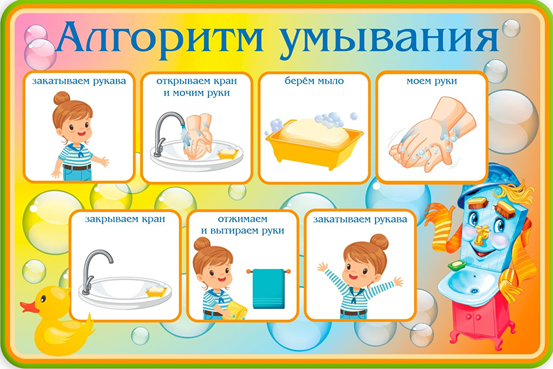 Алгоритм умывания
закатываем рукава
открываем кран
и мочим руки
берём мыло
моем руки
закрываем кран
отжимаем
и вытираем руки
закатываем рукава